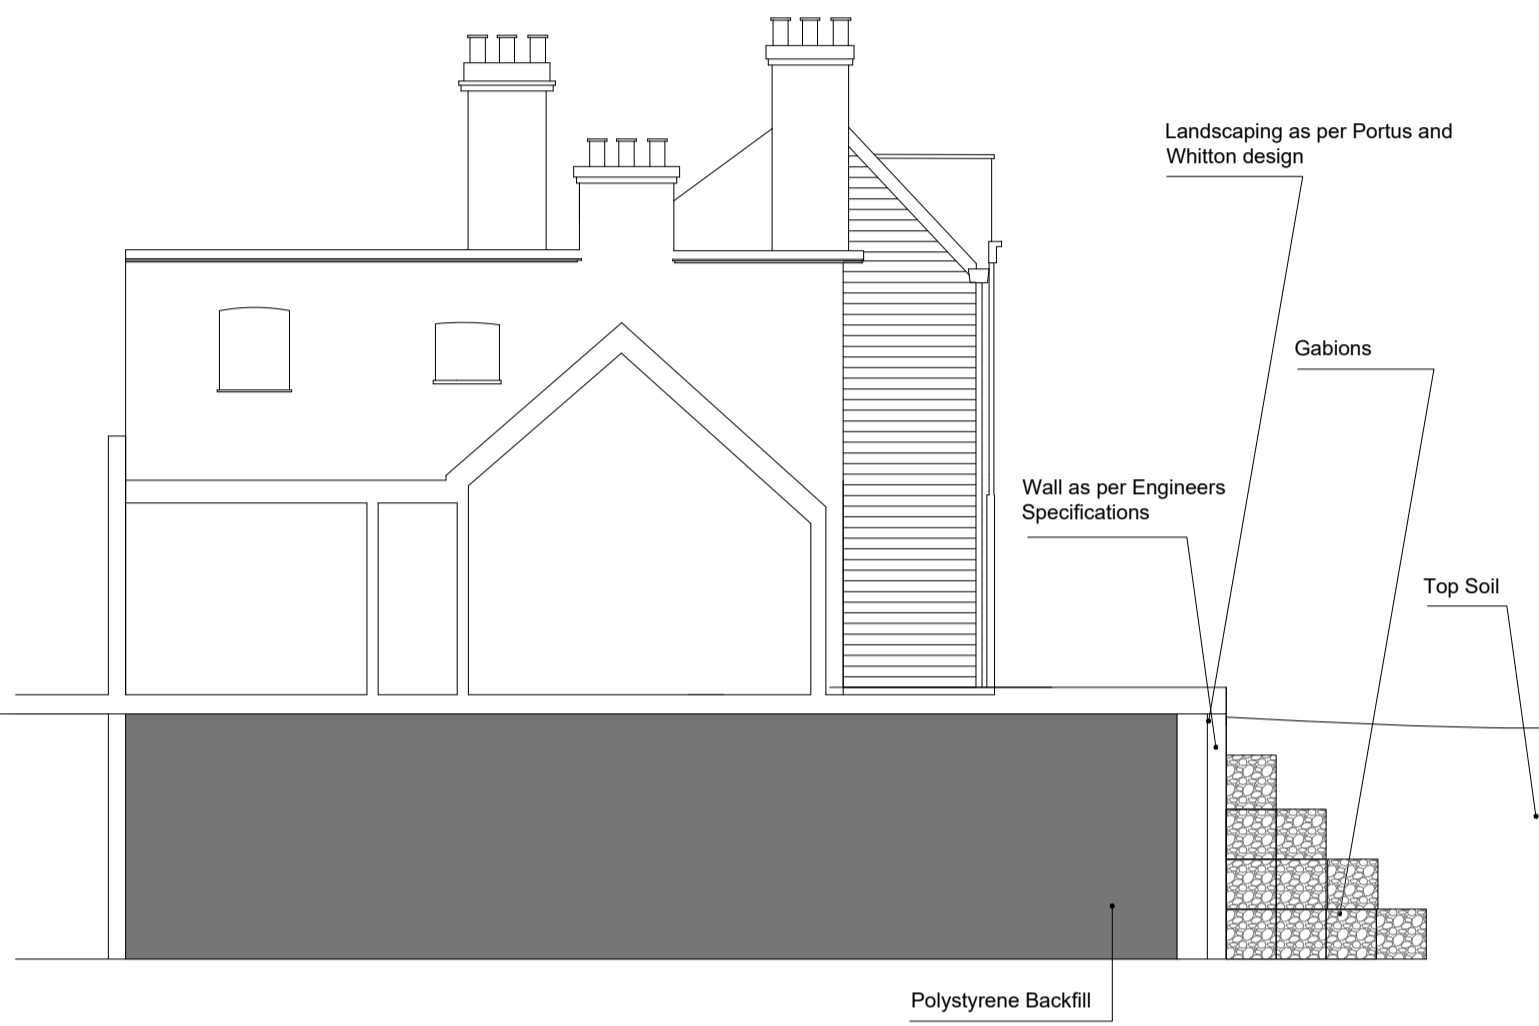 Landscaping as per Portus and
Whitton design
Gabions
Wall as per Engineers
Specifications
Top Soil
Polystyrene Backfill